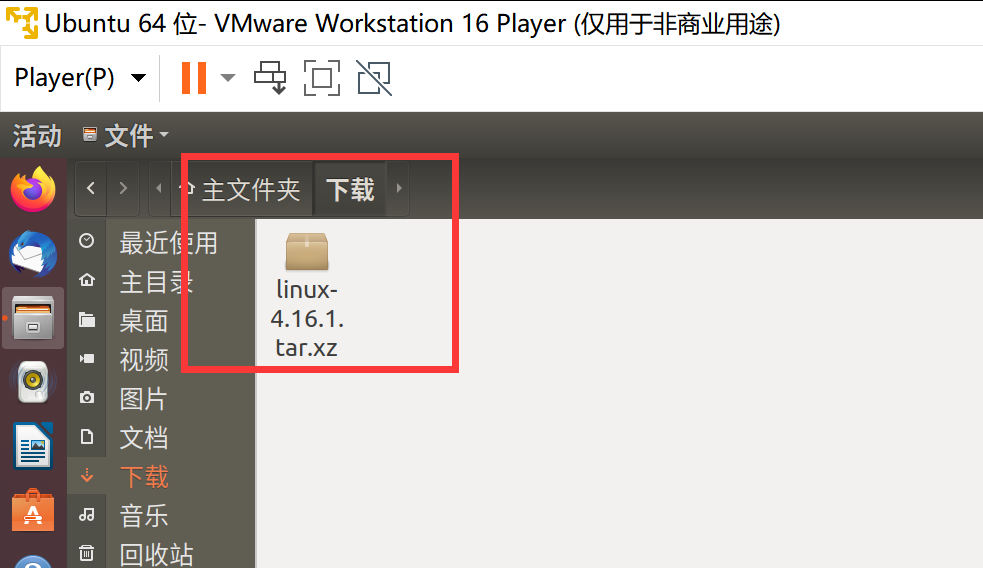 Ubuntu 64 位- VMware Workstation 16 Player (仅用于非商业用途)
Player(P)
活动 文件
主文件夹 下载
最近使用
主目录
桌面
视频
图片
文档
下载
音乐
回收站
linux-
4.16.1.
tar.xz